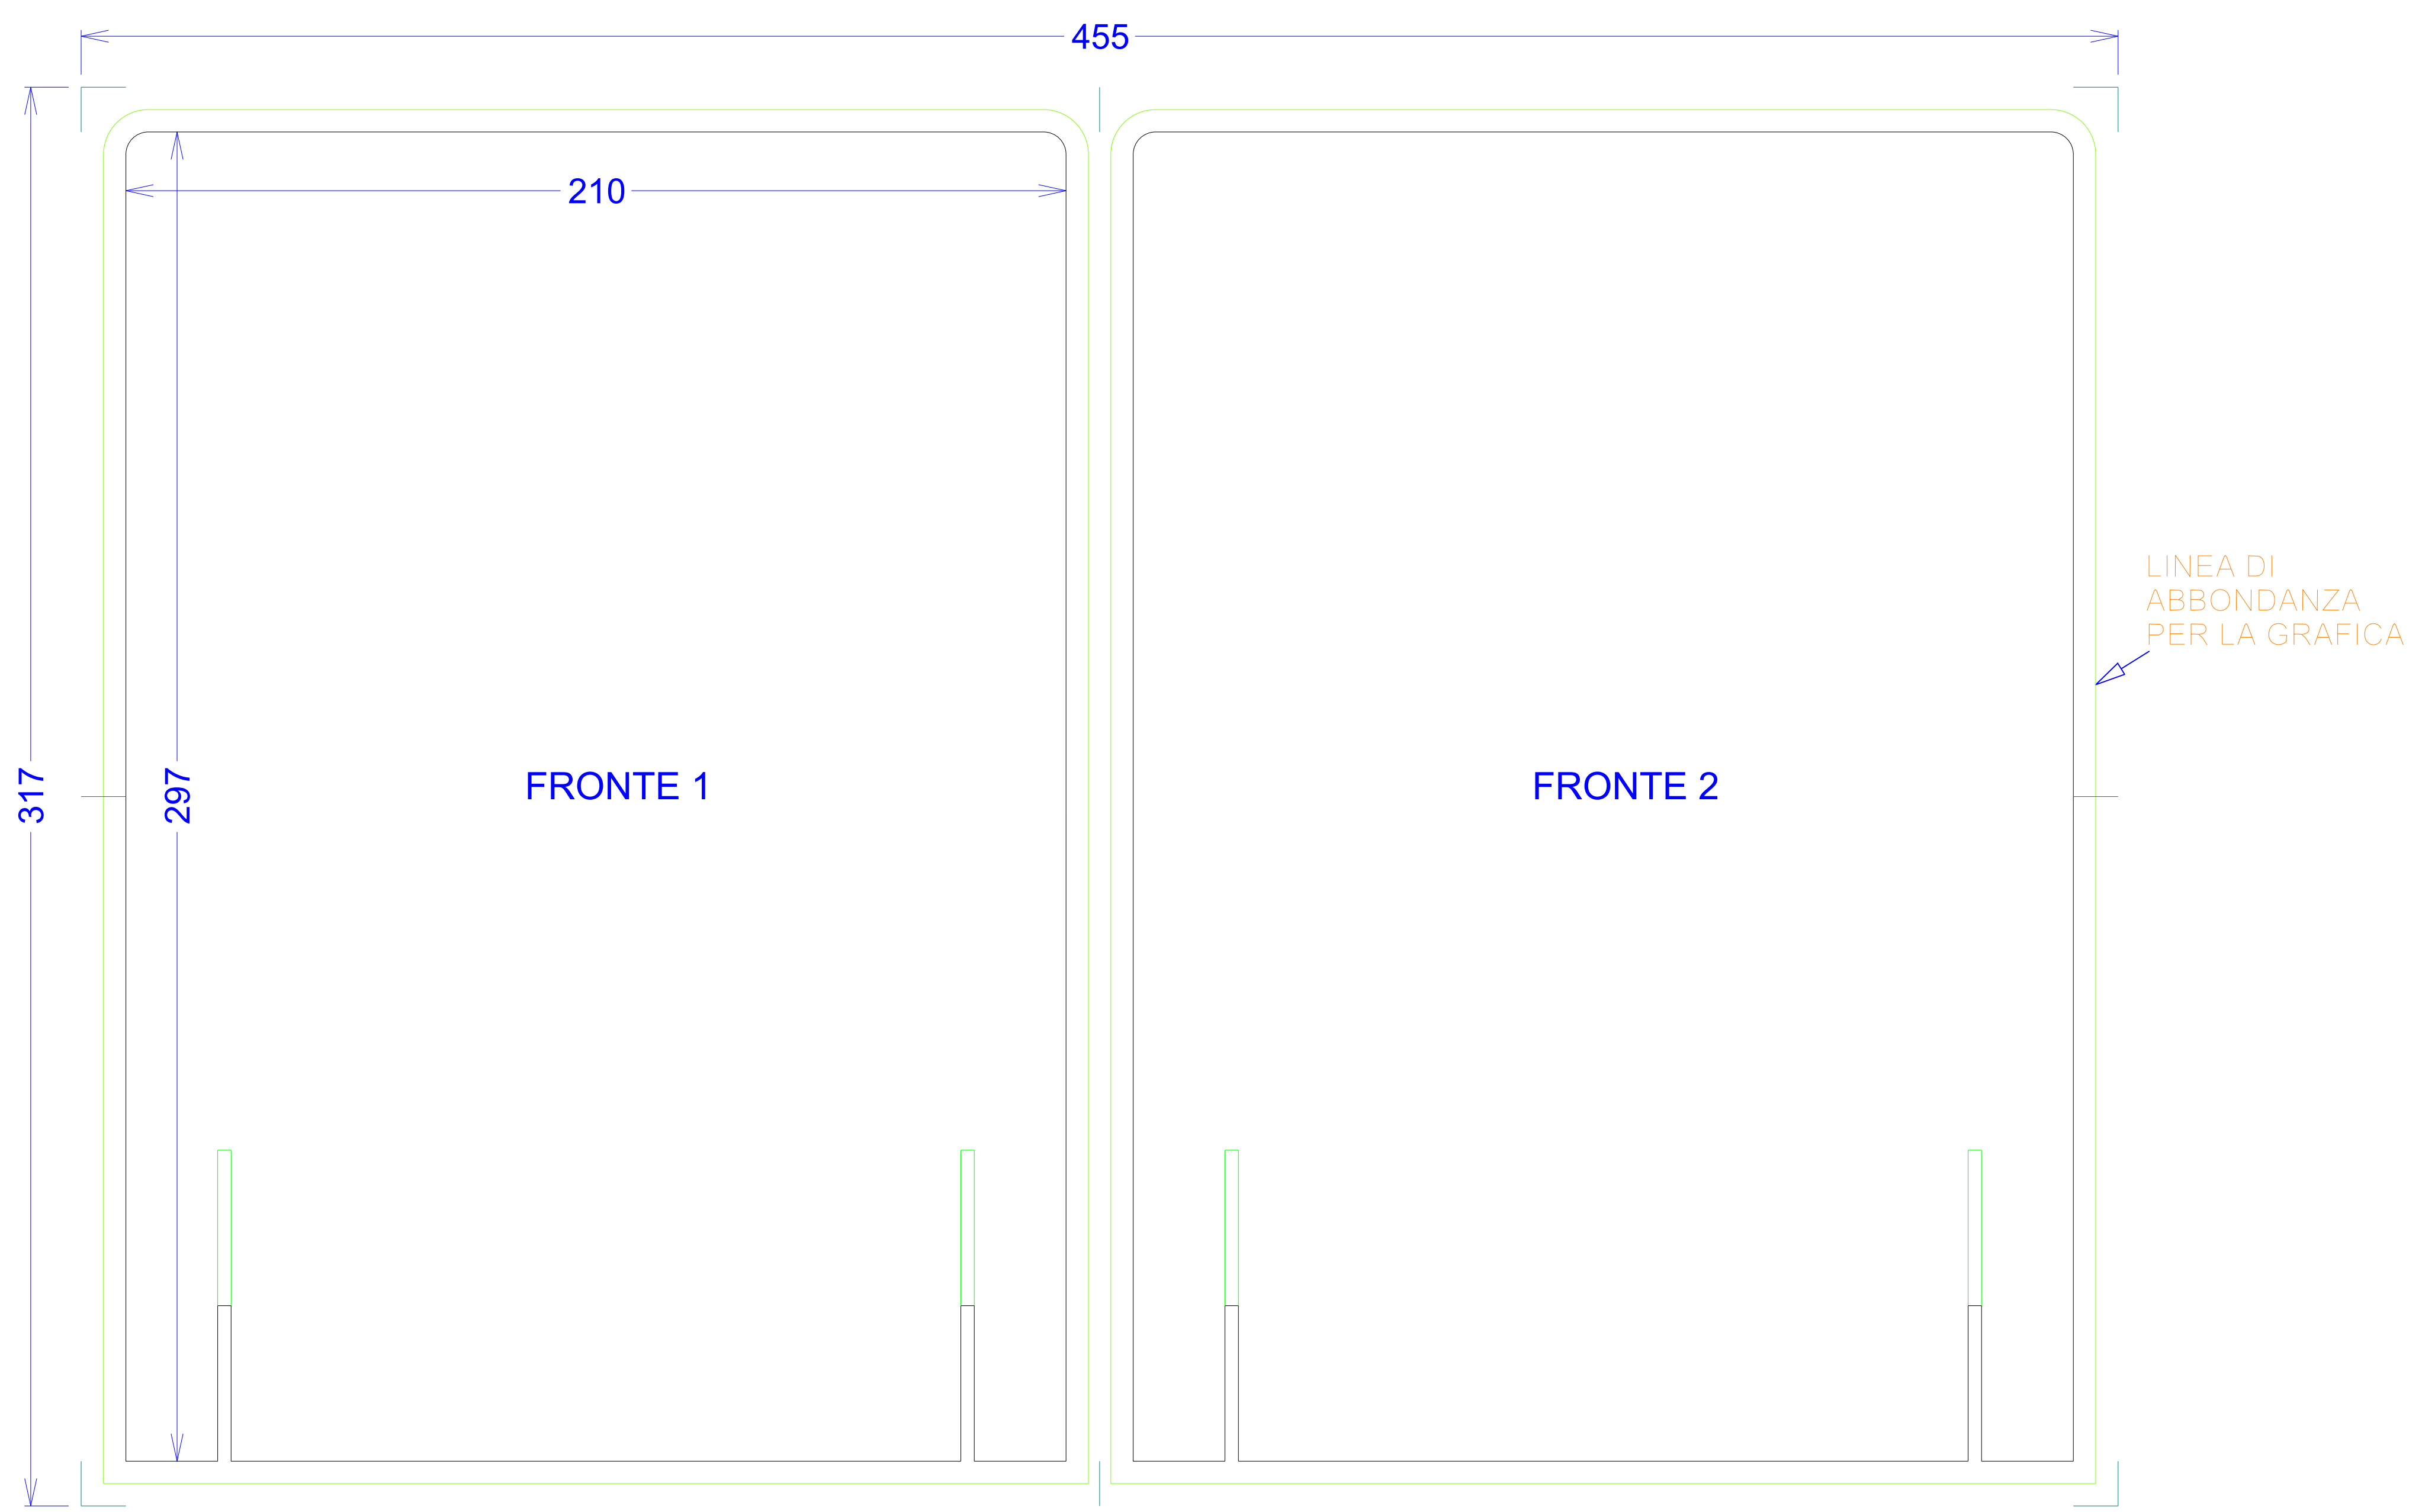 455
210
317
297
FRONTE 1
FRONTE 2
LINEA DI
ABBONDANZA
PER LA GRAFICA